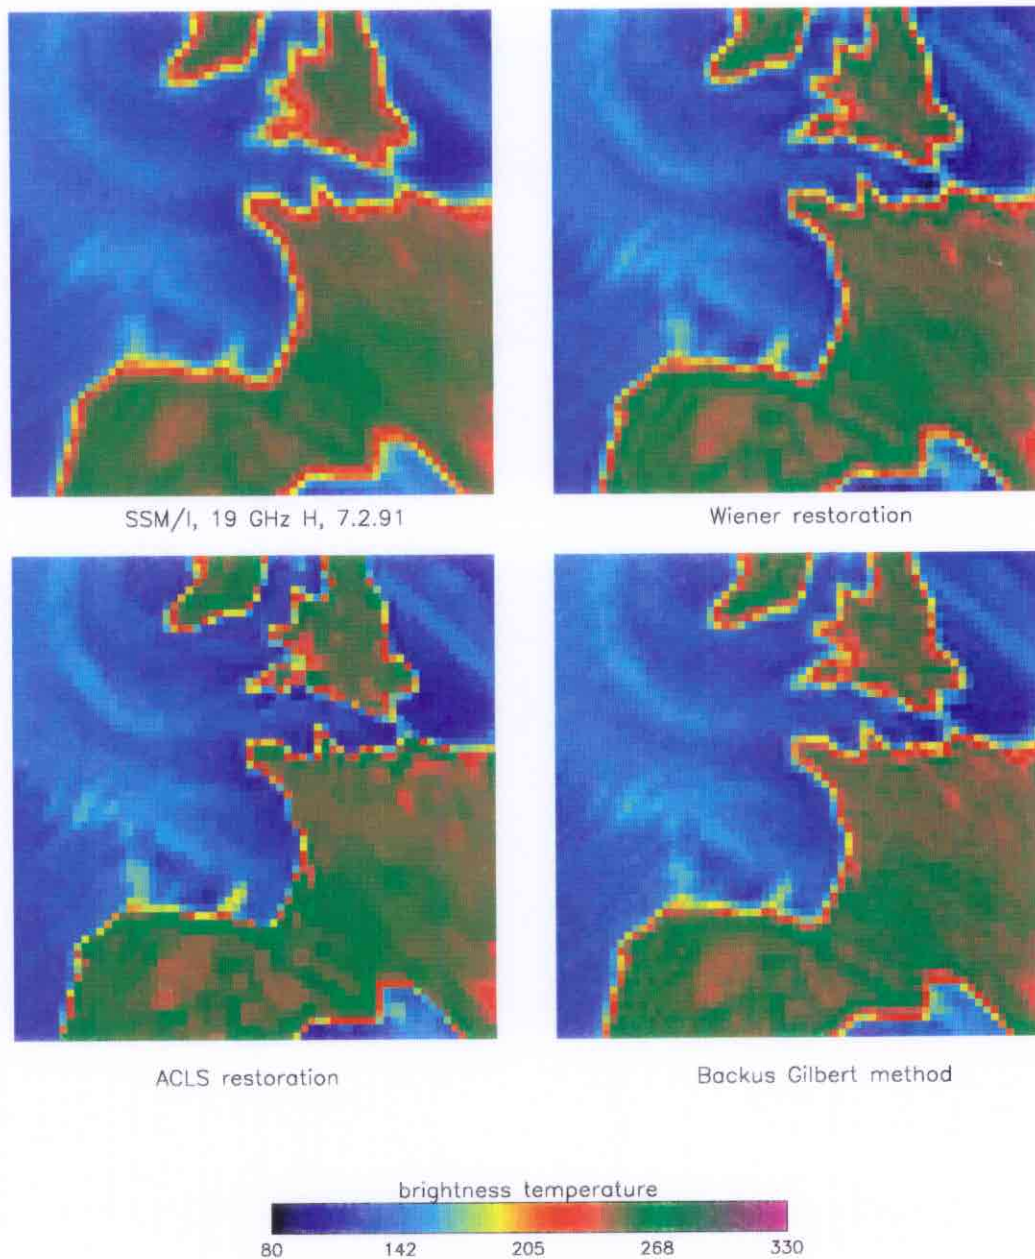 SSM/I, 19 GHz H, 7.2.91
Wiener restoration
ACLS restoration
Backus Gilbert method
brightness temperature
80 142 205 268 330